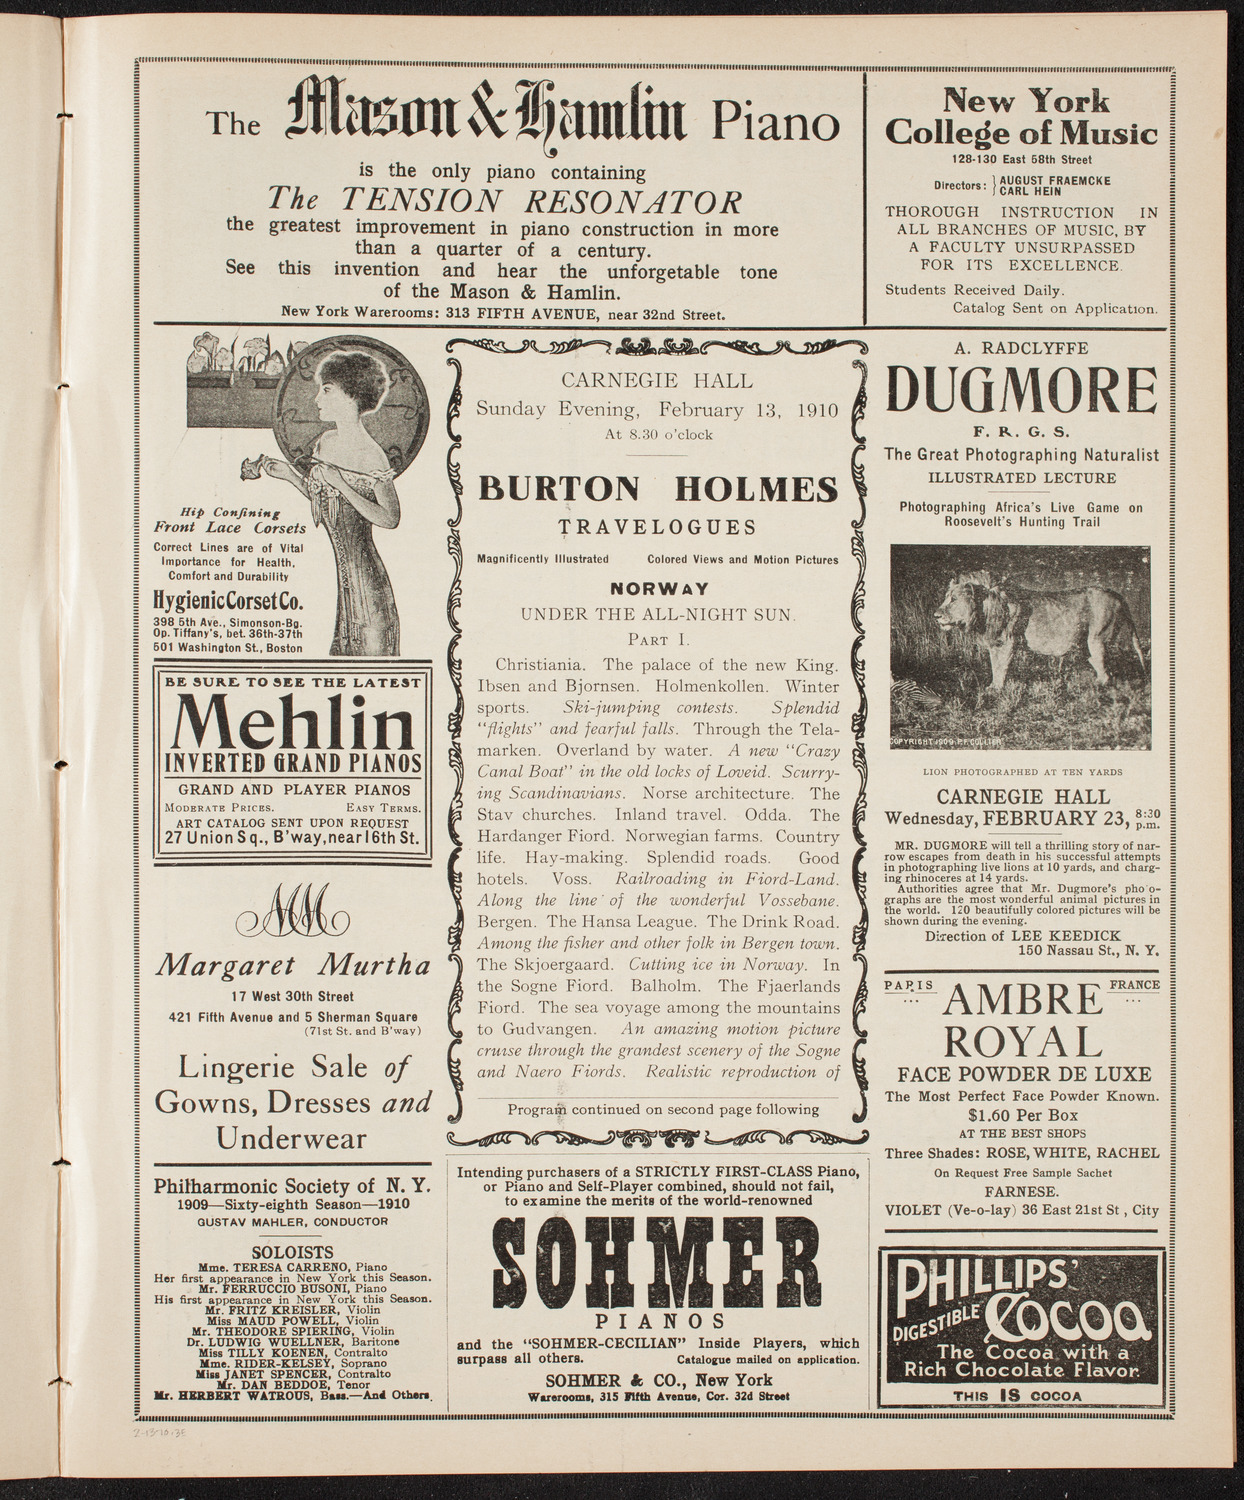 The Mason & Hamlin Piano
is the only piano containing
The TENSION RESONATOR
the greatest improvement in piano construction in more
than a quarter of a century.
See this invention and hear the unforgetable tone
of the Mason & Hamlin.
New York Warerooms: 313 FIFTH AVENUE, near 32nd Street.
New York
College of Music
128-130 East 58th Street
Directors: } AUGUST FRAEMCKE
CARL HEIN
THOROUGH INSTRUCTION IN
ALL BRANCHES OF MUSIC, BY
A FACULTY UNSURPASSED
FOR ITS EXCELLENCE.
Students Received Daily.
Catalog Sent on Application.
Hip Confining
Front Lace Corsets
Correct Lines are of Vital
Importance for Health,
Comfort and Durability
Hygienic Corset Co.
398 5th Ave., Simonson-Bg.
Op. Tiffany's, bet. 36th-37th
501 Washington St., Boston
BE SURE TO SEE THE LATEST
Mehlin
INVERTED GRAND PIANOS
GRAND AND PLAYER PIANOS
MODERATE PRICES. EASY TERMS.
ART CATALOG SENT UPON REQUEST
27 Union Sq., B'way, near 16th St.
MM
Margaret Murtha
17 West 30th Street
421 Fifth Avenue and 5 Sherman Square
(71st St. and B'way)
Lingerie Sale of
Gowns, Dresses and
Underwear
Philharmonic Society of N. Y.
1909—Sixty-eighth Season—1910
GUSTAV MAHLER, CONDUCTOR
SOLOISTS
Mme. TERESA CARRENO, Piano
Her first appearance in New York this Season.
Mr. FERRUCCIO BUSONI, Piano
His first appearance in New York this Season.
Mr. FRITZ KREISLER, Violin
Miss MAUD POWELL, Violin
Mr. THEODORE SPIERING, Violin
Dr. LUDWIG WUELLNER, Baritone
Miss TILLY KOENEN, Contralto
Mme. RIDER-KELSEY, Soprano
Miss JANET SPENCER, Contralto
Mr. DAN BEDDOE, Tenor
Mr. HERBERT WATROUS, Bass.—And Others.
CARNEGIE HALL
Sunday Evening, February 13, 1910
At 8.30 o'clock
BURTON HOLMES
TRAVELOGUES
Magnificently Illustrated Colored Views and Motion Pictures
NORWAY
UNDER THE ALL-NIGHT SUN.
PART I.
Christiania. The palace of the new King.
Ibsen and Bjornsen. Holmenkollen. Winter
sports. Ski-jumping contests. Splendid
"flights" and fearful falls. Through the Tela-
marken. Overland by water. A new "Crazy
Canal Boat" in the old locks of Loveid. Scurry-
ing Scandinavians. Norse architecture. The
Stav churches. Inland travel. Odda. The
Hardanger Fiord. Norwegian farms. Country
life. Hay-making. Splendid roads. Good
hotels. Voss. Railroading in Fiord-Land.
Along the line of the wonderful Vossebane.
Bergen. The Hansa League. The Drink Road.
Among the fisher and other folk in Bergen town.
The Skjoergaard. Cutting ice in Norway. In
the Sogne Fiord. Balholm. The Fjaerlands
Fiord. The sea voyage among the mountains
to Gudvangen. An amazing motion picture
cruise through the grandest scenery of the Sogne
and Naero Fiords. Realistic reproduction of
Program continued on second page following
Intending purchasers of a STRICTLY FIRST-CLASS Piano,
or Piano and Self-Player combined, should not fail,
to examine the merits of the world-renowned
SOHMER
PIANOS
and the "SOHMER-CECILIAN" Inside Players, which
surpass all others. Catalogue mailed on application.
SOHMER & CO., New York
Warerooms, 315 Fifth Avenue, Cor. 32d Street
A. RADCLYFFE
DUGMORE
F. R. G. S.
The Great Photographing Naturalist
ILLUSTRATED LECTURE
Photographing Africa's Live Game on
Roosevelt's Hunting Trail
COPYRIGHT 1909 P.F. COLLIER
LION PHOTOGRAPHED AT TEN YARDS
CARNEGIE HALL
Wednesday, FEBRUARY 23, 8:30 p.m.
MR. DUGMORE will tell a thrilling story of nar-
row escapes from death in his successful attempts
in photographing live lions at 10 yards, and charg-
ing rhinoceres at 14 yards.
Authorities agree that Mr. Dugmore's pho o-
graphs are the most wonderful animal pictures in
the world. 120 beautifully colored pictures will be
shown during the evening.
Direction of LEE KEEDICK
150 Nassau St., N. Y.
PARIS ... AMBRE FRANCE ...
ROYAL
FACE POWDER DE LUXE
The Most Perfect Face Powder Known.
$1.60 Per Box
AT THE BEST SHOPS
Three Shades: ROSE, WHITE, RACHEL
On Request Free Sample Sachet
FARNESE.
VIOLET (Ve-o-lay) 36 East 21st St, City
PHILLIPS'
DIGESTIBLE COCOA
The Cocoa with a
Rich Chocolate Flavor.
THIS IS COCOA